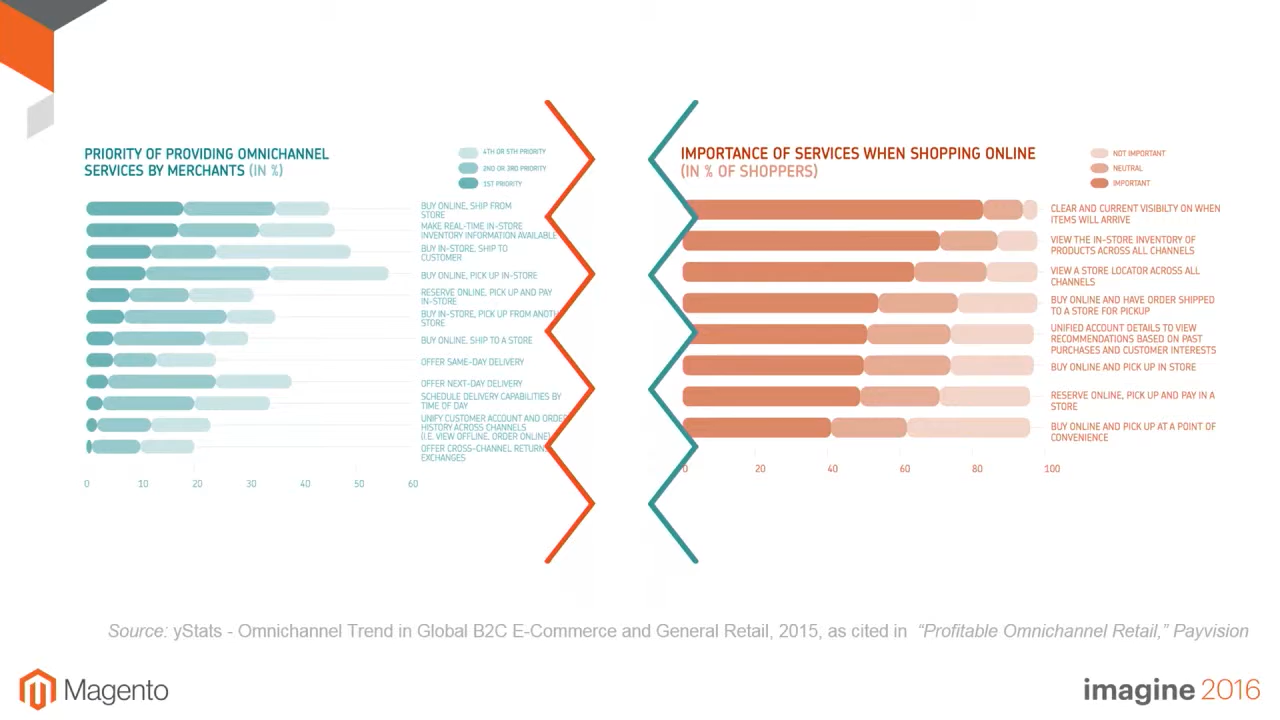 PRIORITY OF PROVIDING OMNICHANNEL
SERVICES BY MERCHANTS (IN %)
4TH OR 5TH PRIORITY
2ND OR 3RD PRIORITY
1ST PRIORITY
BUY ONLINE, SHIP FROM
STORE
MAKE REAL-TIME IN-STORE
INVENTORY INFORMATION AVAILABLE
BUY IN-STORE, SHIP TO
CUSTOMER
BUY ONLINE, PICK UP IN-STORE
RESERVE ONLINE, PICK UP AND PAY
IN-STORE
BUY IN-STORE, PICK UP FROM
STORE
BUY ONLINE, SHIP TO A STORE
OFFER SAME-DAY DELIVERY
OFFER NEXT-DAY DELIVERY
SCHEDULE DELIVERY CAPABILITIES BY
TIME OF DAY
UNIFY CUSTOMER ACCOUNT AND ORDER
HISTORY ACROSS CHANNELS
(I.E. VIEW OFFLINE, ORDER ONLINE)
OFFER CROSS-CHANNEL RETURNS
EXCHANGES
0 10 20 30 40 50 60
IMPORTANCE OF SERVICES WHEN SHOPPING ONLINE
(IN % OF SHOPPERS)
NOT IMPORTANT
NEUTRAL
IMPORTANT
CLEAR AND CURRENT VISIBILTY ON WHEN
ITEMS WILL ARRIVE
VIEW THE IN-STORE INVENTORY OF
PRODUCTS ACROSS ALL CHANNELS
VIEW A STORE LOCATOR ACROSS ALL
CHANNELS
BUY ONLINE AND HAVE ORDER SHIPPED
TO A STORE FOR PICKUP
UNIFIED ACCOUNT DETAILS TO VIEW
RECOMMENDATIONS BASED ON PAST
PURCHASES AND CUSTOMER INTERESTS
BUY ONLINE AND PICK UP IN STORE
RESERVE ONLINE, PICK UP AND PAY IN A
STORE
BUY ONLINE AND PICK UP AT A POINT OF
CONVENIENCE
0 20 40 60 80 100
Source: yStats - Omnichannel Trend in Global B2C E-Commerce and General Retail, 2015, as cited in “Profitable Omnichannel Retail,” Payvision
Magento
imagine 2016